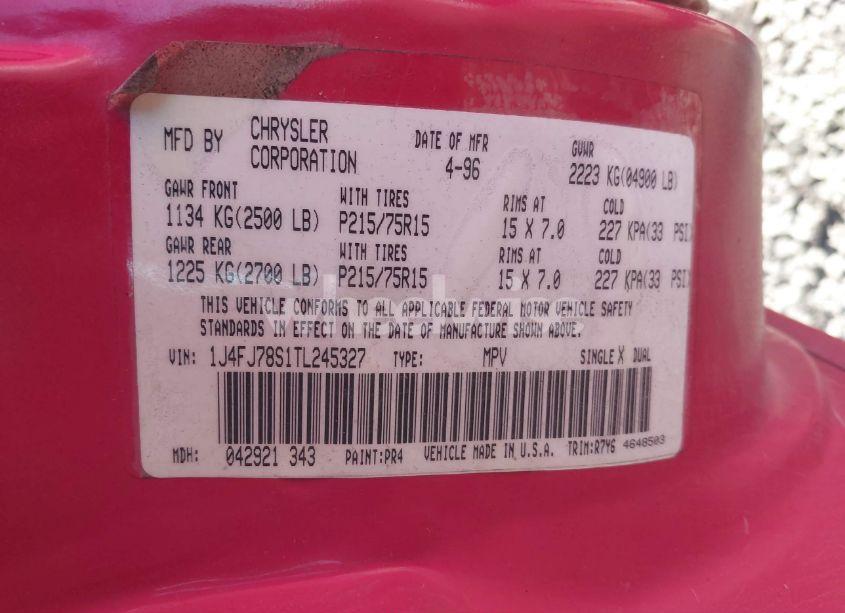 MFD BY CHRYSLER CORPORATION DATE OF MFR 4-96 GVWR 2223 KG(04900 LB)
GAWR FRONT WITH TIRES RIMS AT COLD
1134 KG(2500 LB) P215/75R15 15 X 7.0 227 KPA(33 PSI)
GAWR REAR WITH TIRES RIMS AT COLD
1225 KG(2700 LB) P215/75R15 15 X 7.0 227 KPA(33 PSI)
THIS VEHICLE CONFORMS TO ALL APPLICABLE FEDERAL MOTOR VEHICLE SAFETY
STANDARDS IN EFFECT ON THE DATE OF MANUFACTURE SHOWN ABOVE.
VIN: 1J4FJ78S1TL245327 TYPE: MPV SINGLE X DUAL
MDH: 042921 343 PAINT:PR4 VEHICLE MADE IN U.S.A. TRIM:R7Y6 4648503